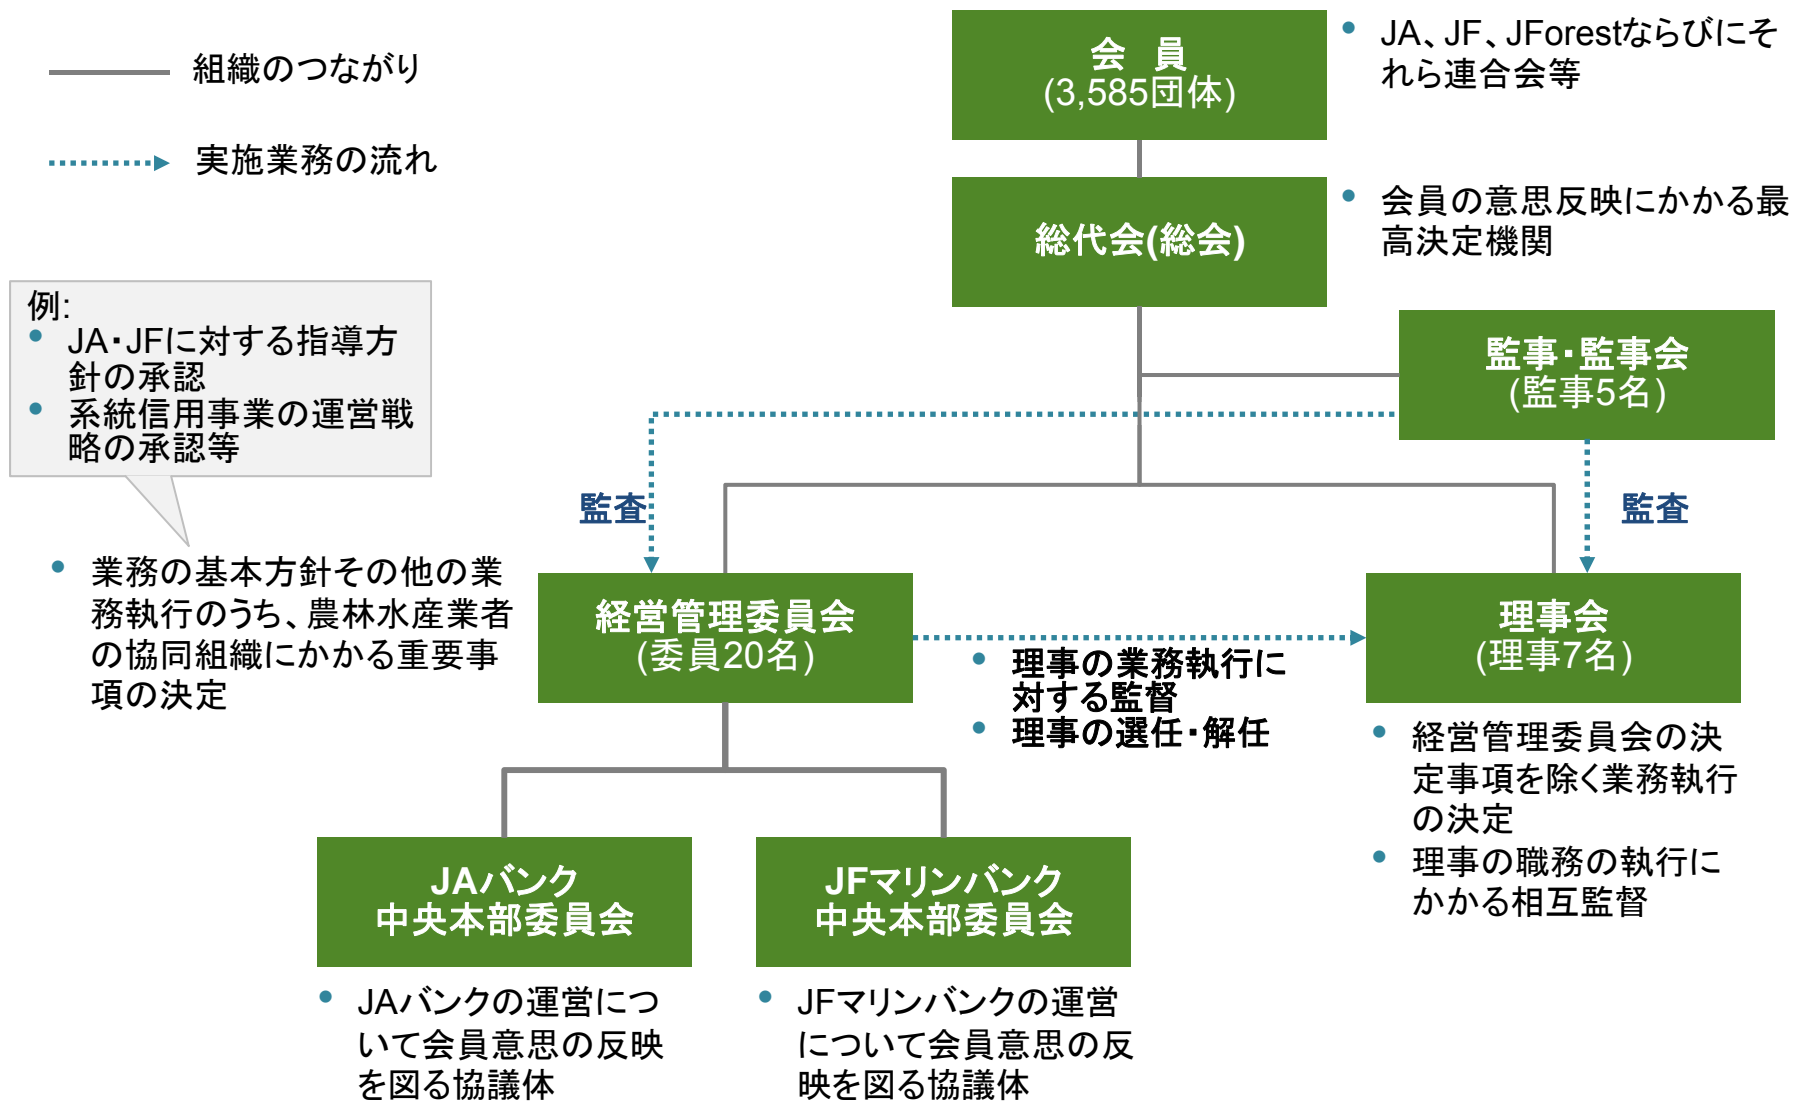 組織のつながり
実施業務の流れ
会 員
(3,585団体)
• JA、JF、JForestならびにそ
れら連合会等
総代会(総会)
• 会員の意思反映にかかる最
高決定機関
例:
• JA・JFに対する指導方
針の承認
• 系統信用事業の運営戦
略の承認等
監事・監事会
(監事5名)
監査
監査
• 業務の基本方針その他の業
務執行のうち、農林水産業者
の協同組織にかかる重要事
項の決定
経営管理委員会
(委員20名)
• 理事の業務執行に
対する監督
• 理事の選任・解任
理事会
(理事7名)
• 経営管理委員会の決
定事項を除く業務執行
の決定
• 理事の職務の執行に
かかる相互監督
JAバンク
中央本部委員会
JFマリンバンク
中央本部委員会
• JAバンクの運営につ
いて会員意思の反映
を図る協議体
• JFマリンバンクの運営
について会員意思の反
映を図る協議体